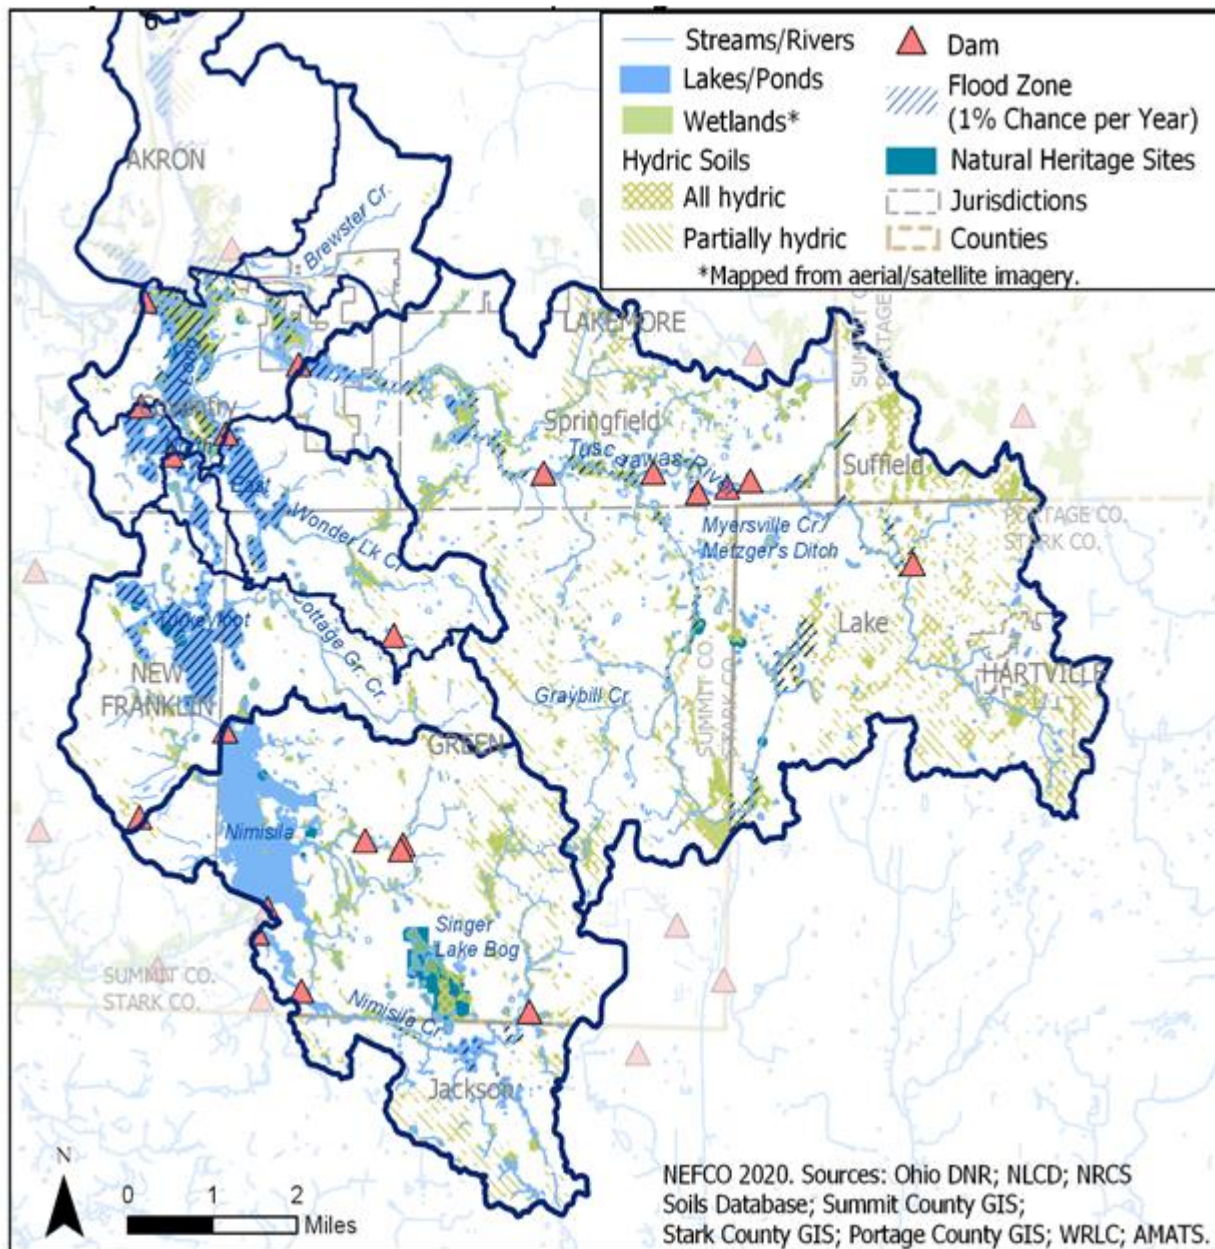 Streams/Rivers
Lakes/Ponds
Wetlands*
Hydric Soils
All hydric
Partially hydric
Dam
Flood Zone
(1% Chance per Year)
Natural Heritage Sites
Jurisdictions
Counties
*Mapped from aerial/satellite imagery.
AKRON
Brewster Cr.
LAKEMORE
SUMMIT
PORTAGE
Coventry
Springfield
Tuscarawas River
Suffield
East
Wonder Lk Cr.
Myersville Cr./
Metzger's Ditch
PORTAGE CO.
STARK CO.
Cottage Gr. Cr.
Lake
NEW
FRANKLIN
Graybill Cr.
SUMMIT CO.
STARK CO.
HARTVILLE
GREEN
Nimisila
Singer
Lake Bog
SUMMIT CO.
STARK CO.
Nimisila Cr.
Jackson
N
0 1 2
Miles
NEFCO 2020. Sources: Ohio DNR; NLCD; NRCS
Soils Database; Summit County GIS;
Stark County GIS; Portage County GIS; WRLC; AMATS.